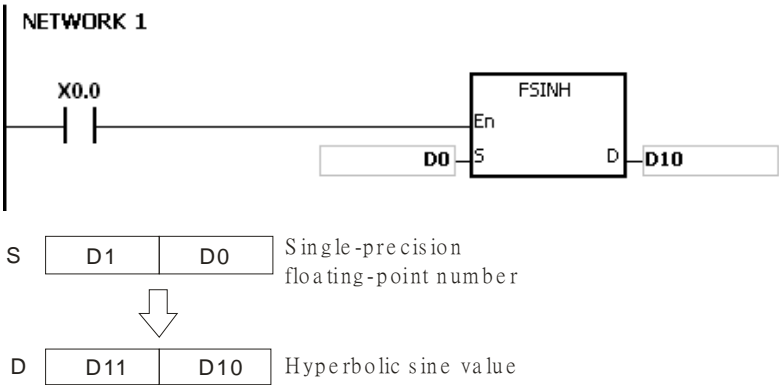 NETWORK 1
X0.0
FSINH
En
D0 S D D10
S D1 D0 Single-precision
floating-point number
D D11 D10 Hyperbolic sine value